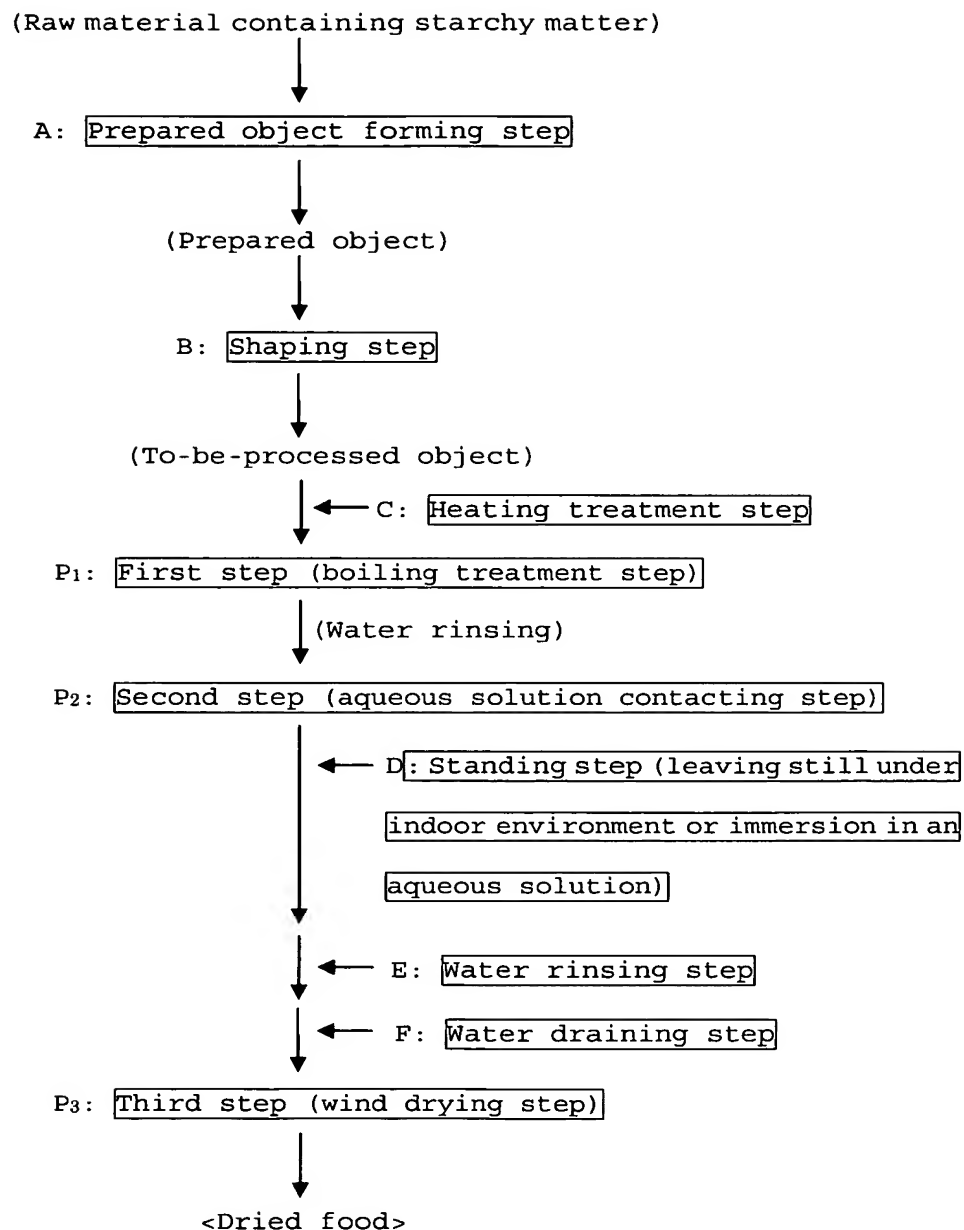 (Raw material containing starchy matter)
A: Prepared object forming step
(Prepared object)
B: Shaping step
(To-be-processed object)
C: Heating treatment step
P1: First step (boiling treatment step)
(Water rinsing)
P2: Second step (aqueous solution contacting step)
D: Standing step (leaving still under
indoor environment or immersion in an
aqueous solution)
E: Water rinsing step
F: Water draining step
P3: Third step (wind drying step)
<Dried food>